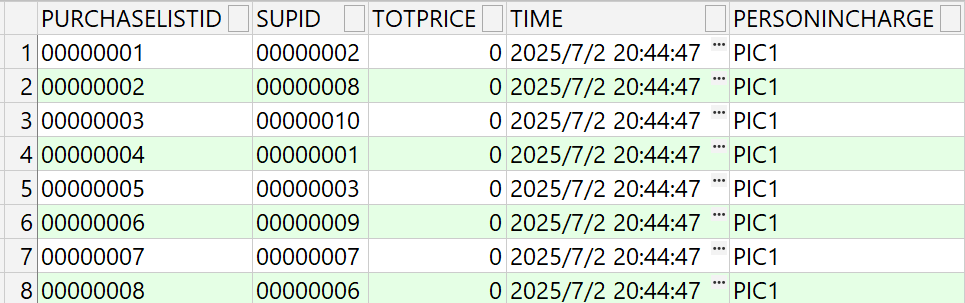 PURCHASELISTID SUPID TOTPRICE TIME PERSONINCHARGE
1 00000001 00000002 0 2025/7/2 20:44:47 ... PIC1
2 00000002 00000008 0 2025/7/2 20:44:47 ... PIC1
3 00000003 00000010 0 2025/7/2 20:44:47 ... PIC1
4 00000004 00000001 0 2025/7/2 20:44:47 ... PIC1
5 00000005 00000003 0 2025/7/2 20:44:47 ... PIC1
6 00000006 00000009 0 2025/7/2 20:44:47 ... PIC1
7 00000007 00000007 0 2025/7/2 20:44:47 ... PIC1
8 00000008 00000006 0 2025/7/2 20:44:47 ... PIC1